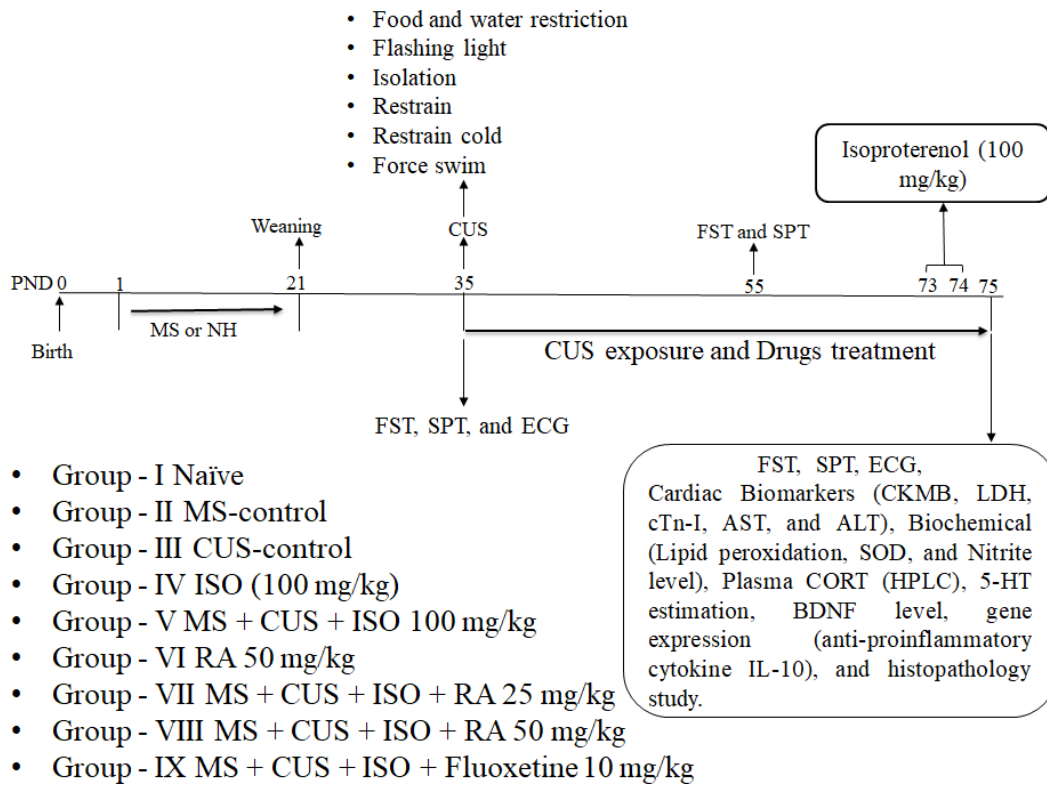 • Food and water restriction
• Flashing light
• Isolation
• Restrain
• Restrain cold
• Force swim
Isoproterenol (100
mg/kg)
Weaning
CUS
FST and SPT
PND 0 1 21 35 55 73 74 75
MS or NH
Birth
CUS exposure and Drugs treatment
FST, SPT, and ECG
• Group - I Naïve
• Group - II MS-control
• Group - III CUS-control
• Group - IV ISO (100 mg/kg)
• Group - V MS + CUS + ISO 100 mg/kg
• Group - VI RA 50 mg/kg
• Group - VII MS + CUS + ISO + RA 25 mg/kg
• Group - VIII MS + CUS + ISO + RA 50 mg/kg
• Group - IX MS + CUS + ISO + Fluoxetine 10 mg/kg
FST, SPT, ECG,
Cardiac Biomarkers (CKMB, LDH,
cTn-I, AST, and ALT), Biochemical
(Lipid peroxidation, SOD, and Nitrite
level), Plasma CORT (HPLC), 5-HT
estimation, BDNF level, gene
expression (anti-proinflammatory
cytokine IL-10), and histopathology
study.